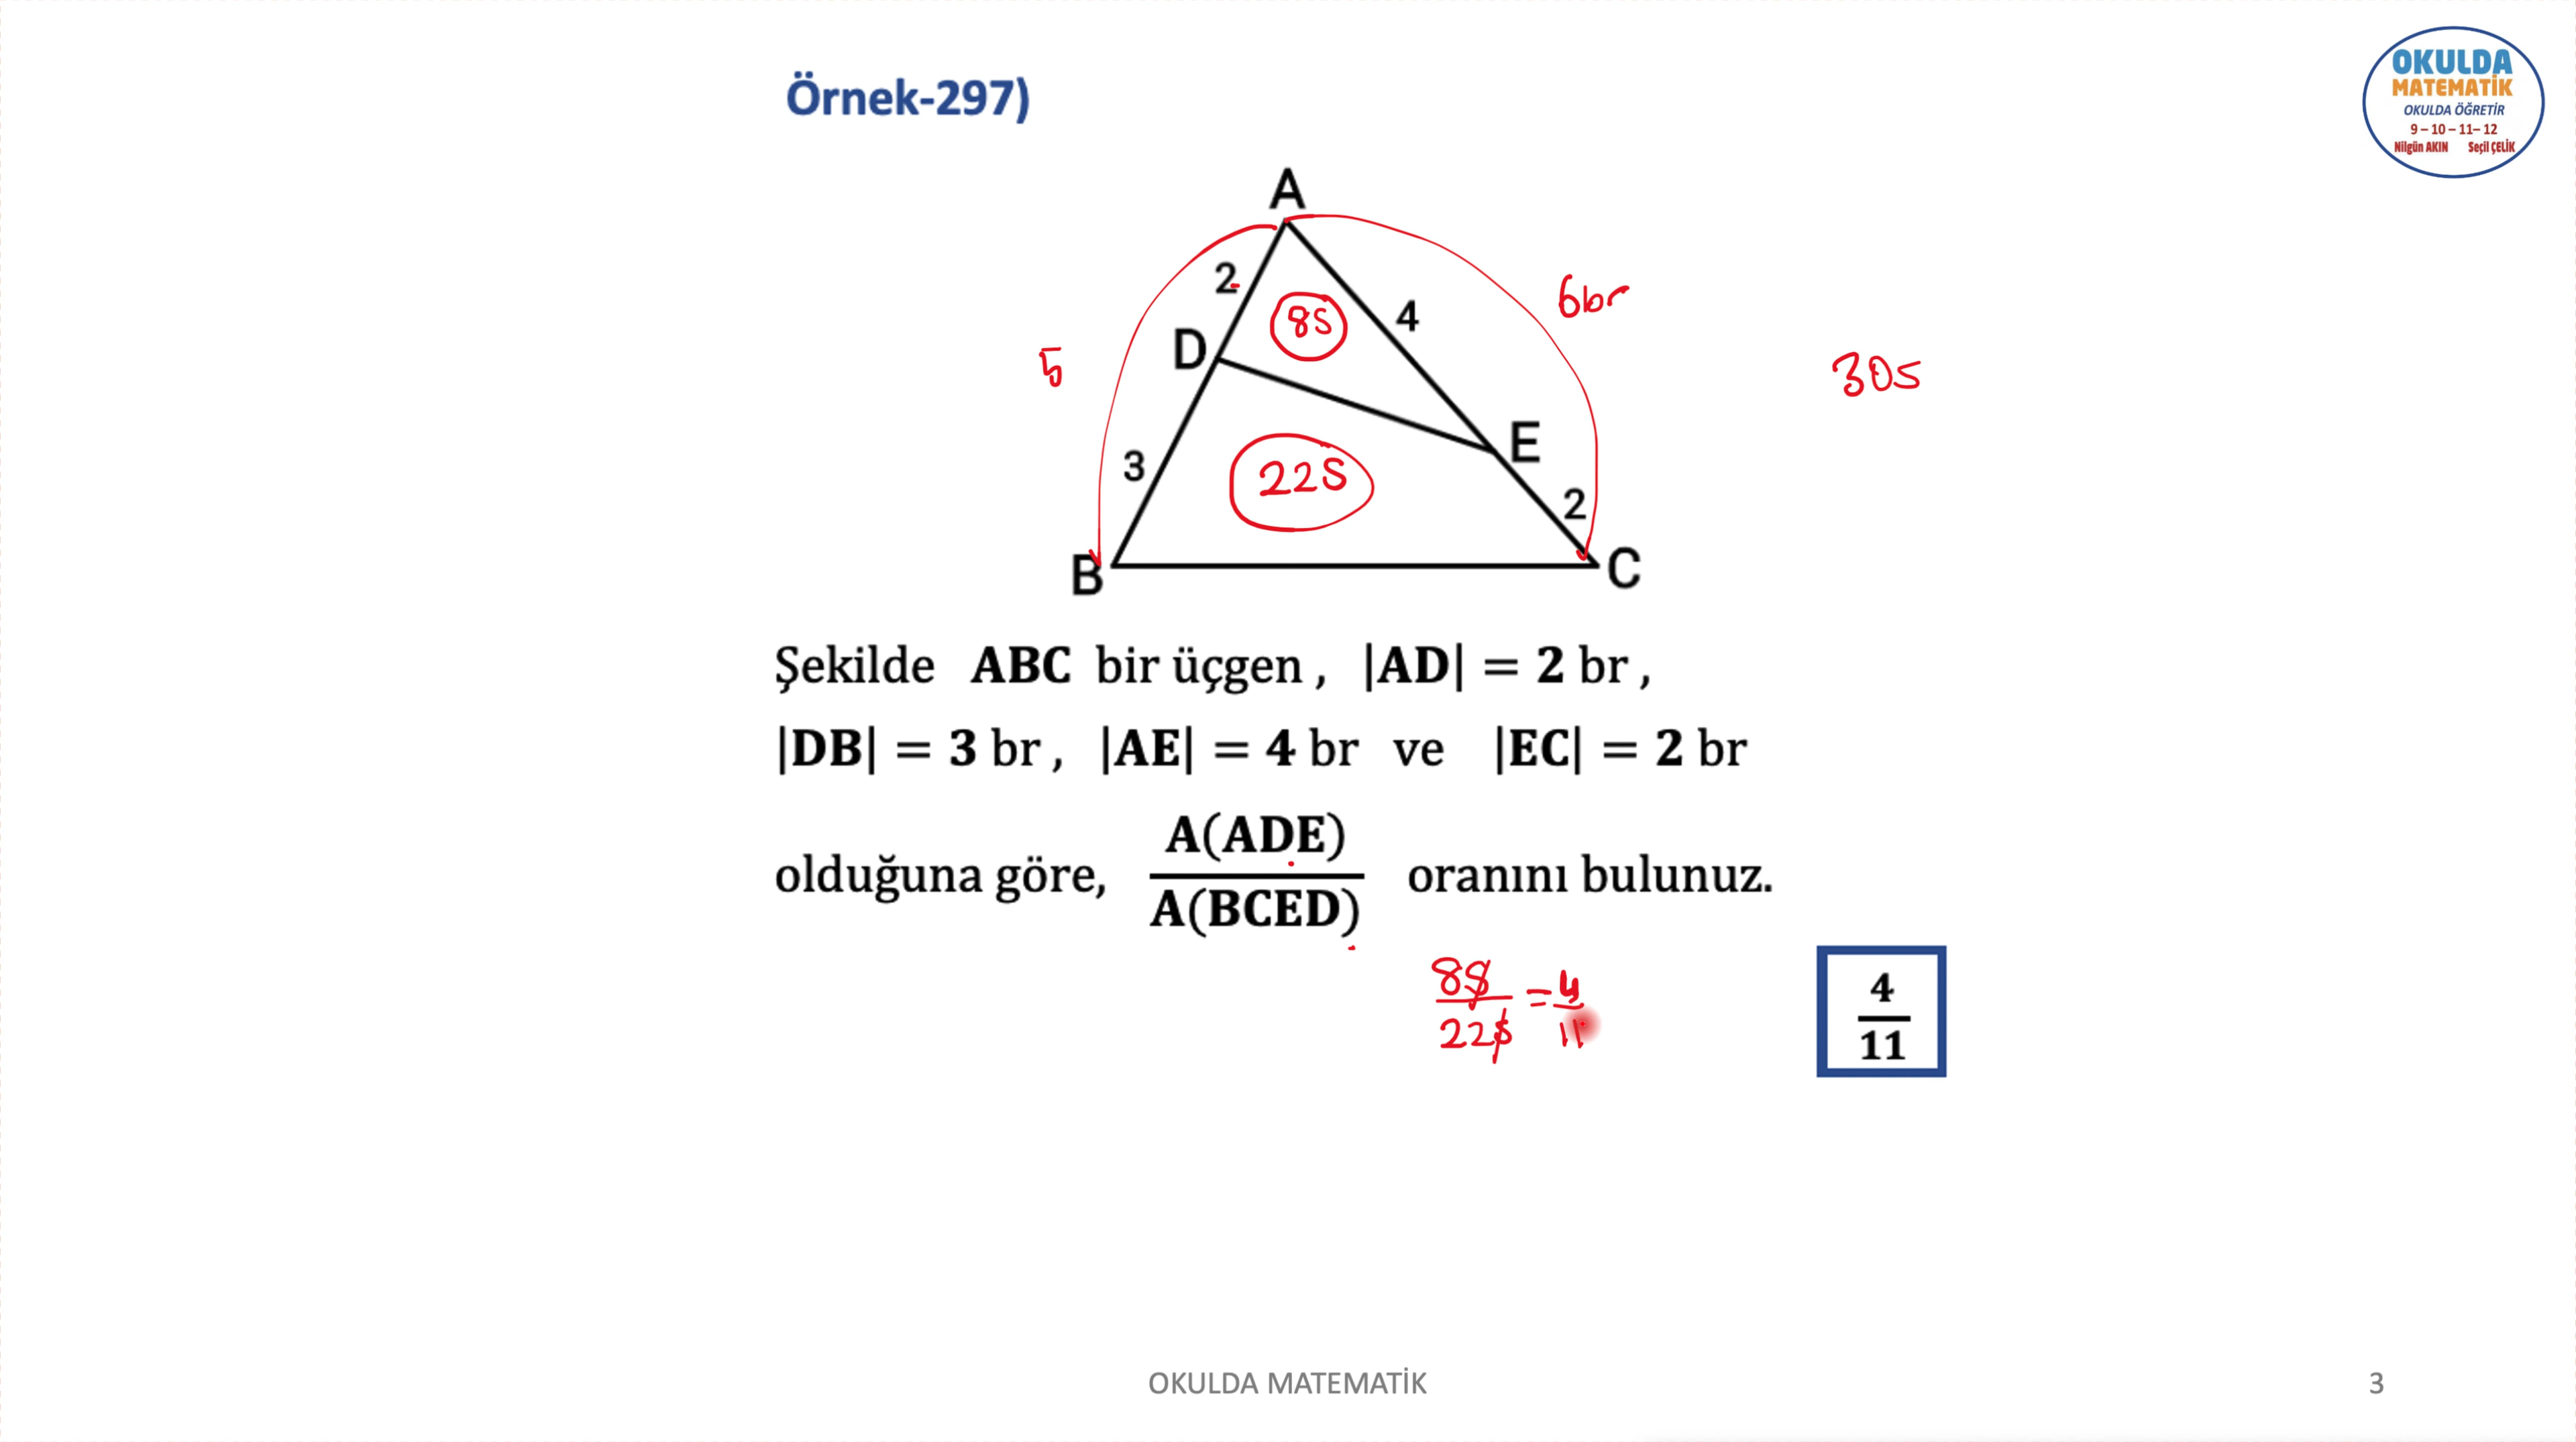 Örnek-297)
OKULDA
MATEMATİK
OKULDA ÖĞRETİR
9 – 10 – 11– 12
Nilgün AKIN Seçil ÇELİK
A
2
8S
4
6br
D
5
30s
E
3
22S
2
B
C
Şekilde ABC bir üçgen , |AD| = 2 br ,
|DB| = 3 br , |AE| = 4 br ve |EC| = 2 br
olduğuna göre, A(ADE) / A(BCED) oranını bulunuz.
8S / 22S = 4 / 11
4 / 11
OKULDA MATEMATİK
3